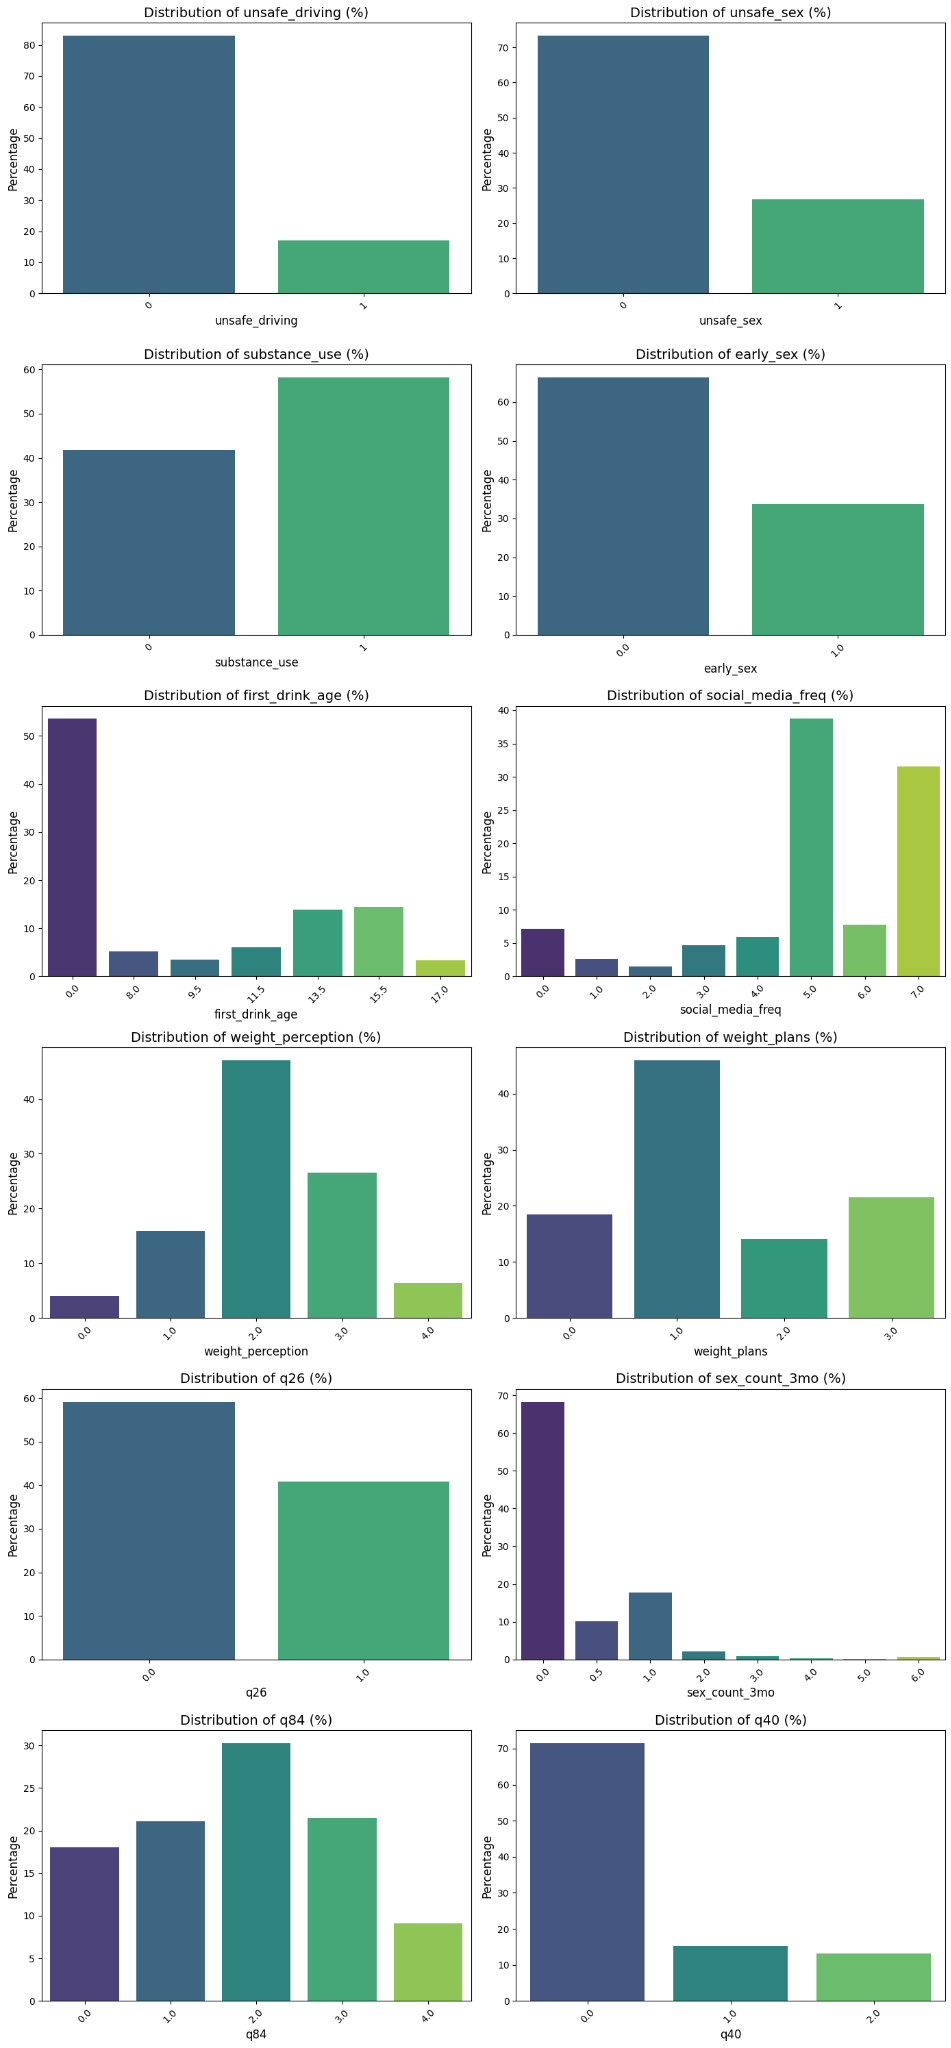 Distribution of unsafe_driving (%)
Percentage
80
70
60
50
40
30
20
10
0
0 1
unsafe_driving
Distribution of unsafe_sex (%)
Percentage
70
60
50
40
30
20
10
0
0 1
unsafe_sex
Distribution of substance_use (%)
Percentage
60
50
40
30
20
10
0
0 1
substance_use
Distribution of early_sex (%)
Percentage
60
50
40
30
20
10
0
0.0 1.0
early_sex
Distribution of first_drink_age (%)
Percentage
50
40
30
20
10
0
0.0 8.0 9.5 11.5 13.5 15.5 17.0
first_drink_age
Distribution of social_media_freq (%)
Percentage
40
35
30
25
20
15
10
5
0
0.0 1.0 2.0 3.0 4.0 5.0 6.0 7.0
social_media_freq
Distribution of weight_perception (%)
Percentage
40
30
20
10
0
0.0 1.0 2.0 3.0 4.0
weight_perception
Distribution of weight_plans (%)
Percentage
40
30
20
10
0
0.0 1.0 2.0 3.0
weight_plans
Distribution of q26 (%)
Percentage
60
50
40
30
20
10
0
0.0 1.0
q26
Distribution of sex_count_3mo (%)
Percentage
70
60
50
40
30
20
10
0
0.0 0.5 1.0 2.0 3.0 4.0 5.0 6.0
sex_count_3mo
Distribution of q84 (%)
Percentage
30
25
20
15
10
5
0
0.0 1.0 2.0 3.0 4.0
q84
Distribution of q40 (%)
Percentage
70
60
50
40
30
20
10
0
0.0 1.0 2.0
q40